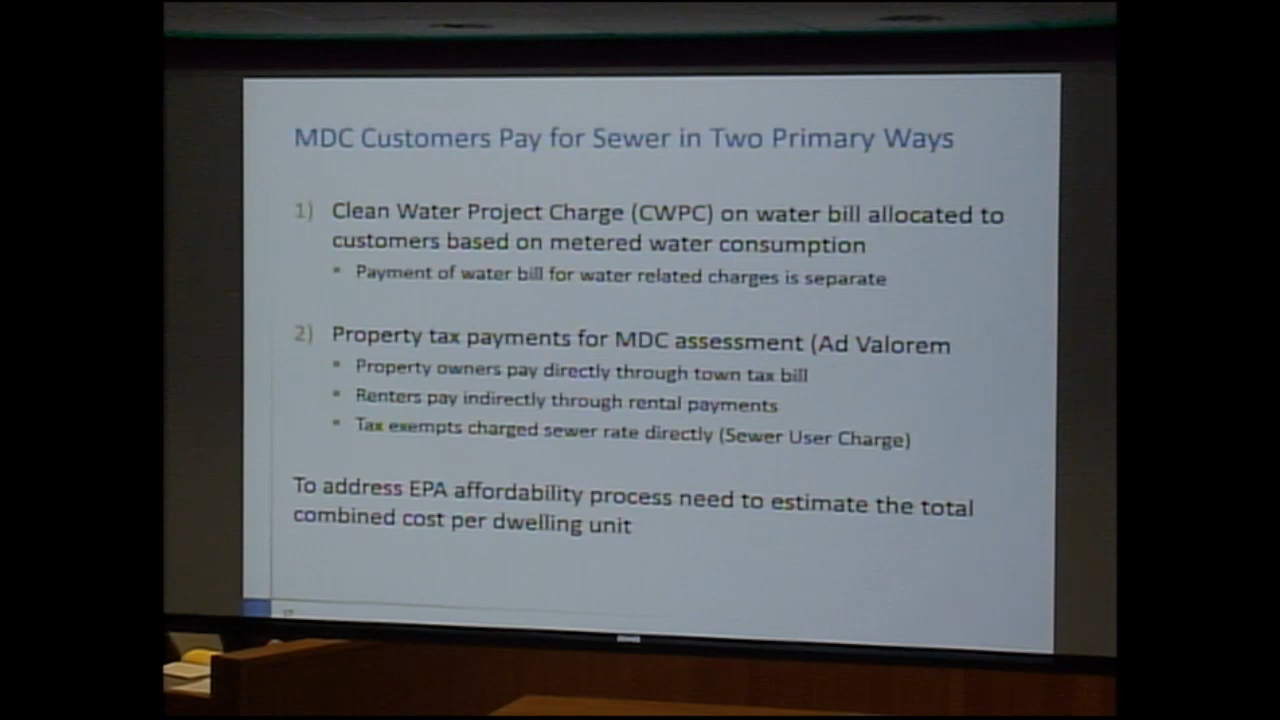 MDC Customers Pay for Sewer in Two Primary Ways
1) Clean Water Project Charge (CWPC) on water bill allocated to
customers based on metered water consumption
▪ Payment of water bill for water related charges is separate
2) Property tax payments for MDC assessment (Ad Valorem
▪ Property owners pay directly through town tax bill
▪ Renters pay indirectly through rental payments
▪ Tax exempts charged sewer rate directly (Sewer User Charge)
To address EPA affordability process need to estimate the total
combined cost per dwelling unit